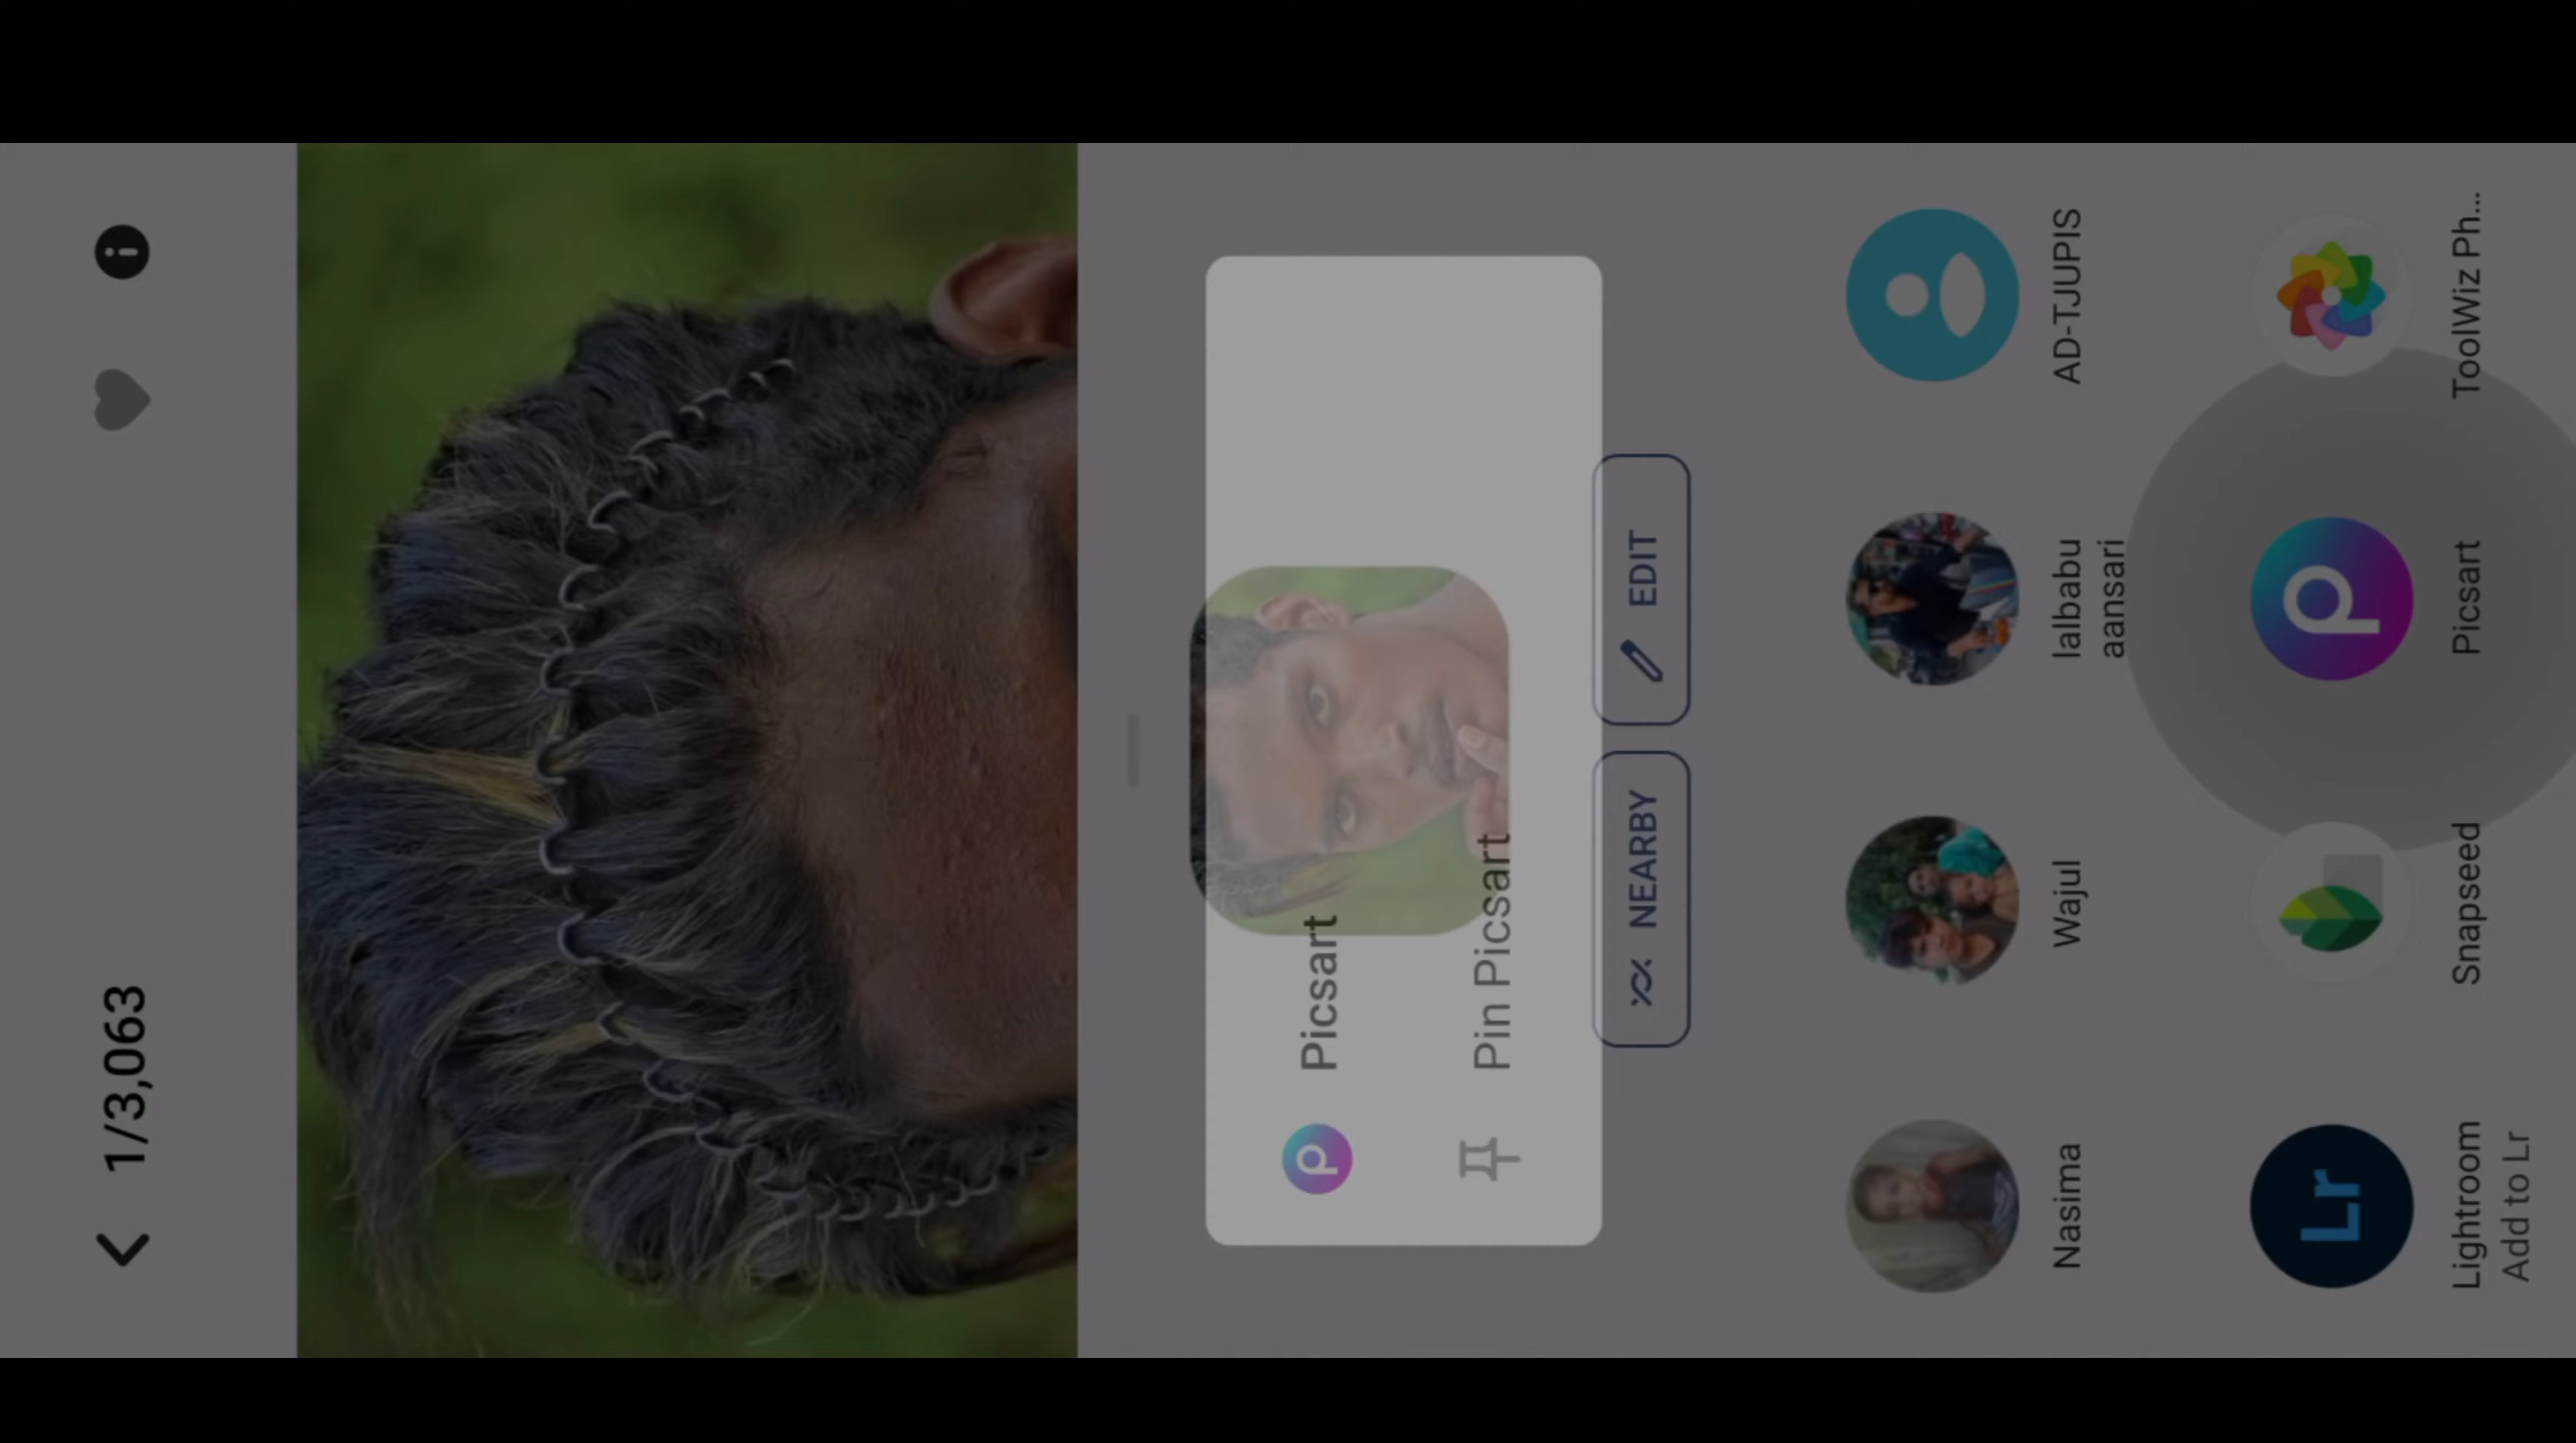 1/3,063
Picsart
Pin Picsart
NEARBY
EDIT
Nasima
Wajul
lalbabu
aansari
AD-TJUPIS
Lr
Lightroom
Add to Lr
Snapseed
Picsart
ToolWiz Ph...